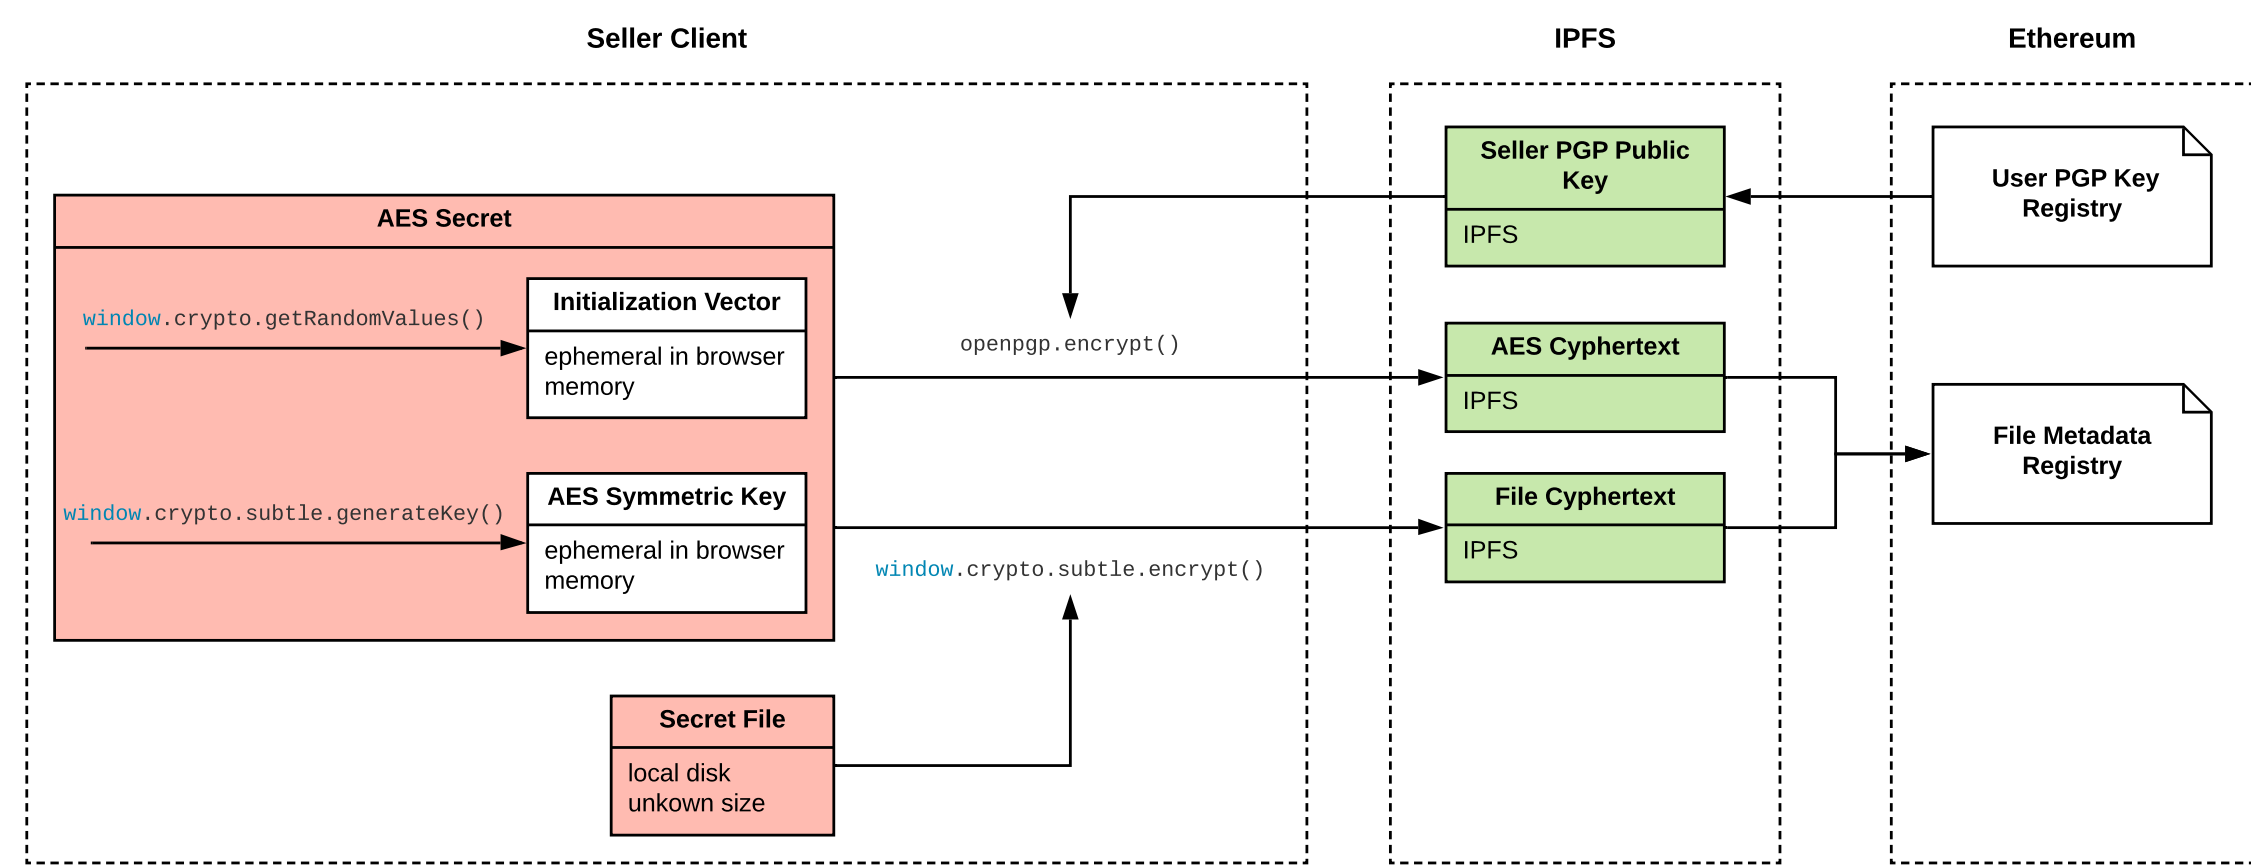 Seller Client
IPFS
Ethereum
Seller PGP Public
Key
IPFS
User PGP Key
Registry
AES Secret
window.crypto.getRandomValues()
Initialization Vector
ephemeral in browser
memory
openpgp.encrypt()
AES Cyphertext
IPFS
File Metadata
Registry
window.crypto.subtle.generateKey()
AES Symmetric Key
ephemeral in browser
memory
File Cyphertext
IPFS
window.crypto.subtle.encrypt()
Secret File
local disk
unkown size